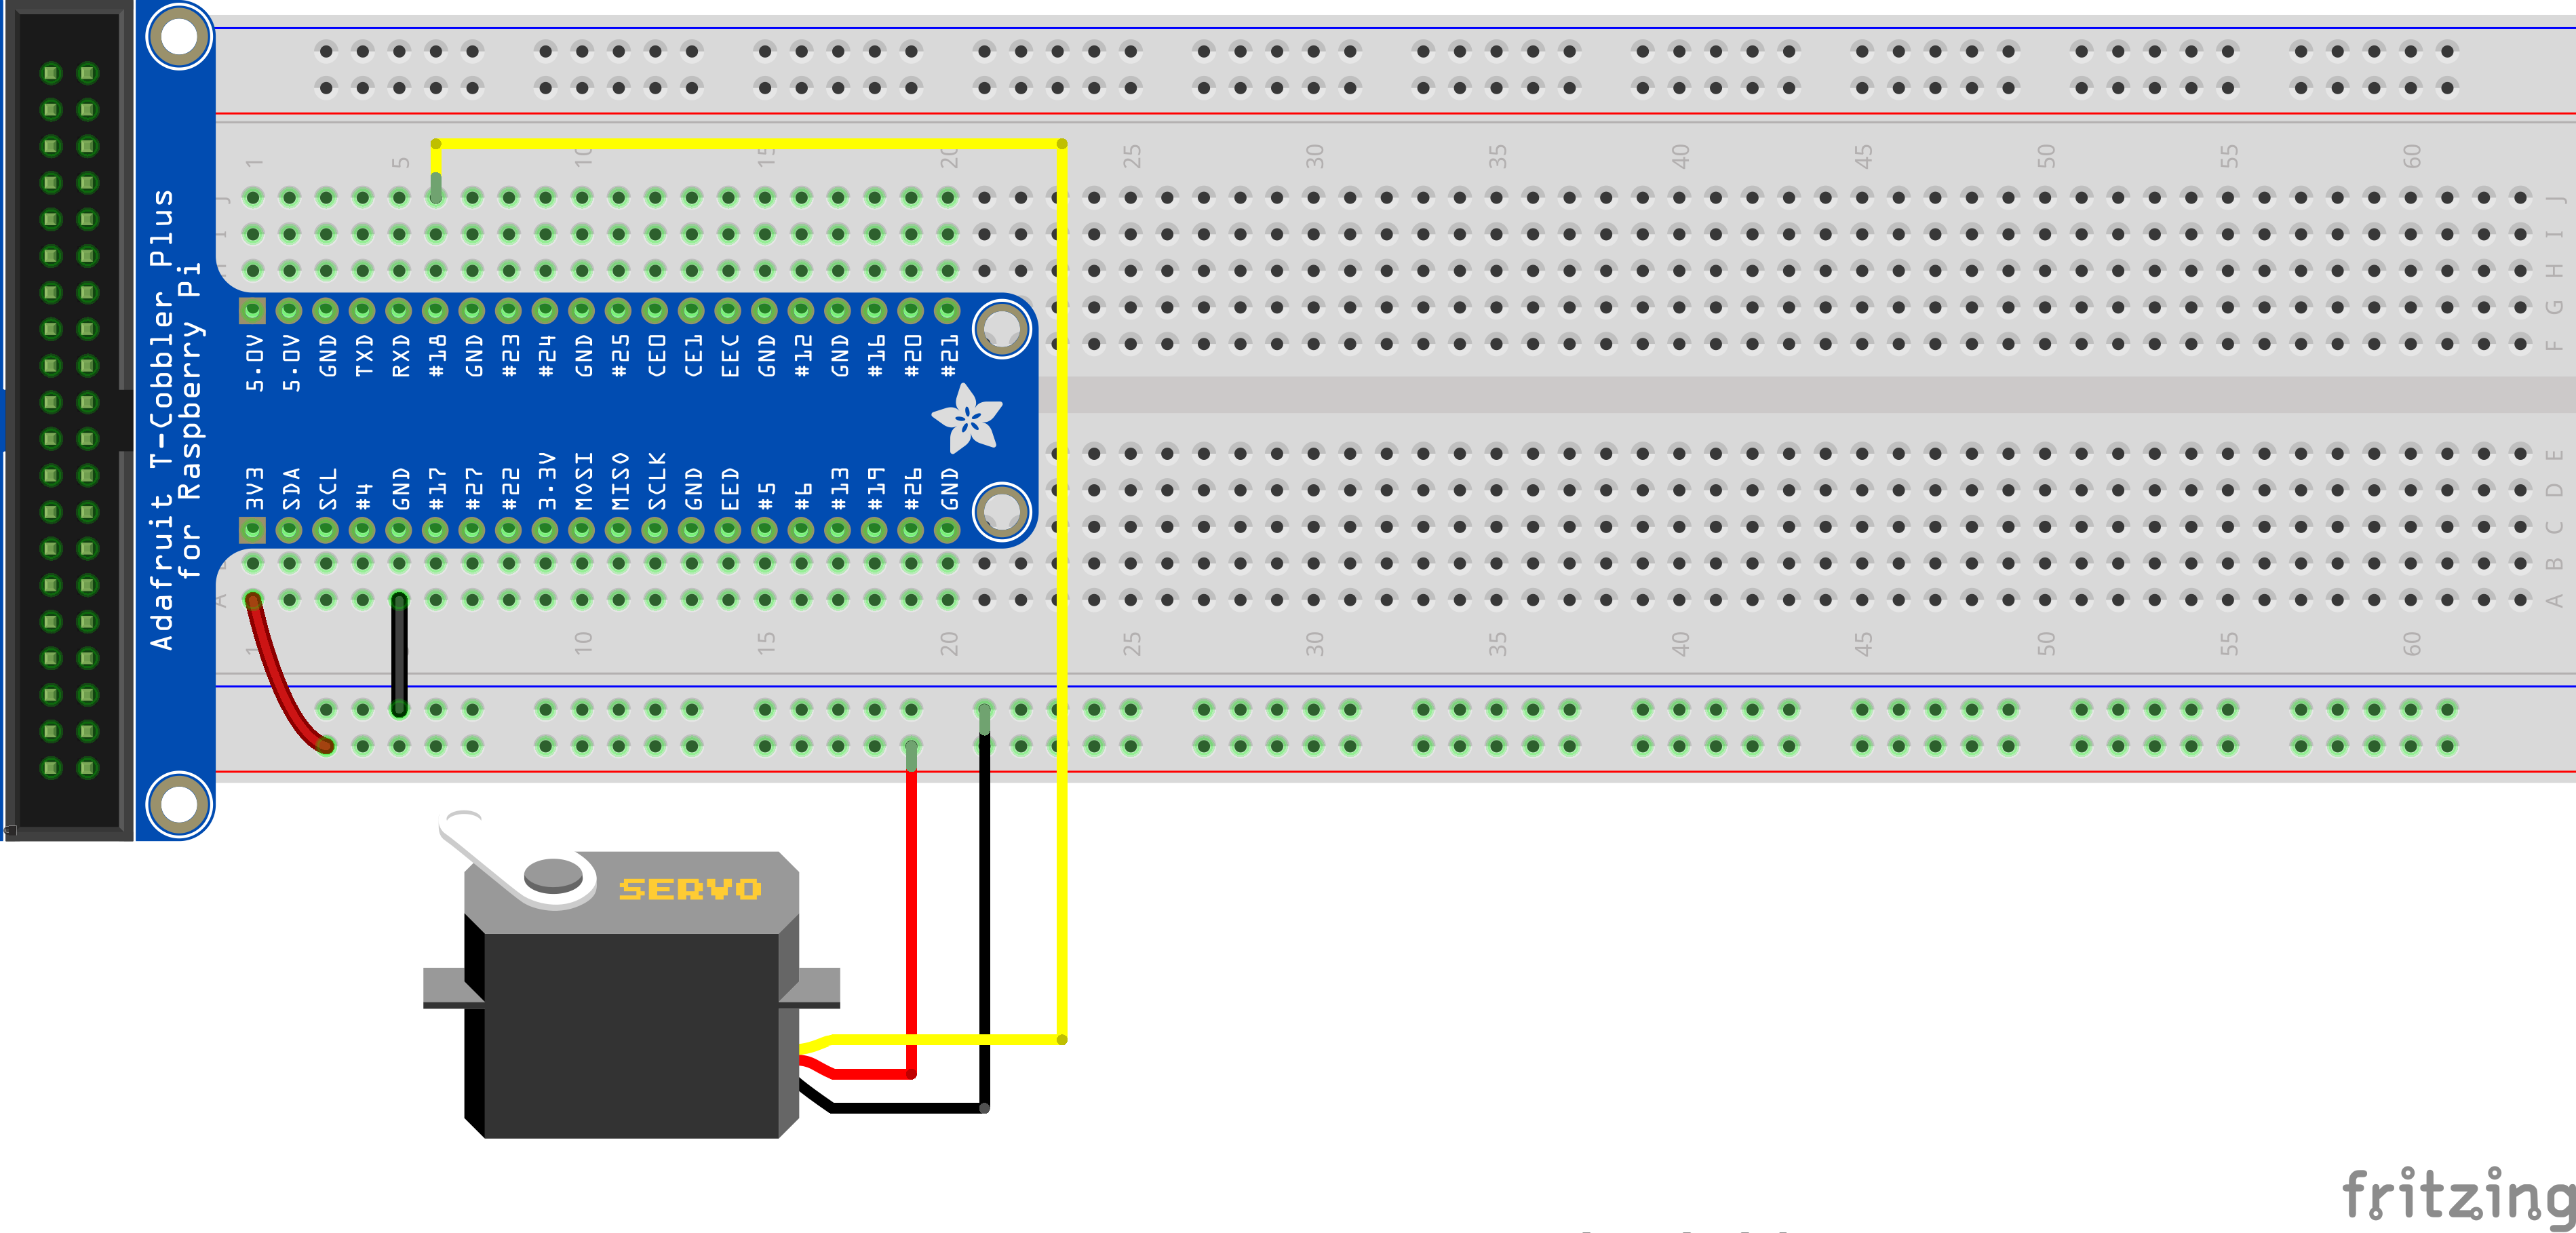 Adafruit T-Cobbler Plus
for Raspberry Pi
1 5 10 15 20 25 30 35 40 45 50 55 60
J J
I I
H
G
F
5.0V 5.0V GND TXD RXD #18 GND #23 #24 GND #25 CE0 CE1 EEC GND #12 GND #16 #20 #21
3V3 SDA SCL #4 GND #17 #27 #22 3.3V MOSI MISO SCLK GND EED #5 #6 #13 #19 #26 GND
E
D
C
B
A A
1 10 15 20 25 30 35 40 45 50 55 60
SERVO
fritzing